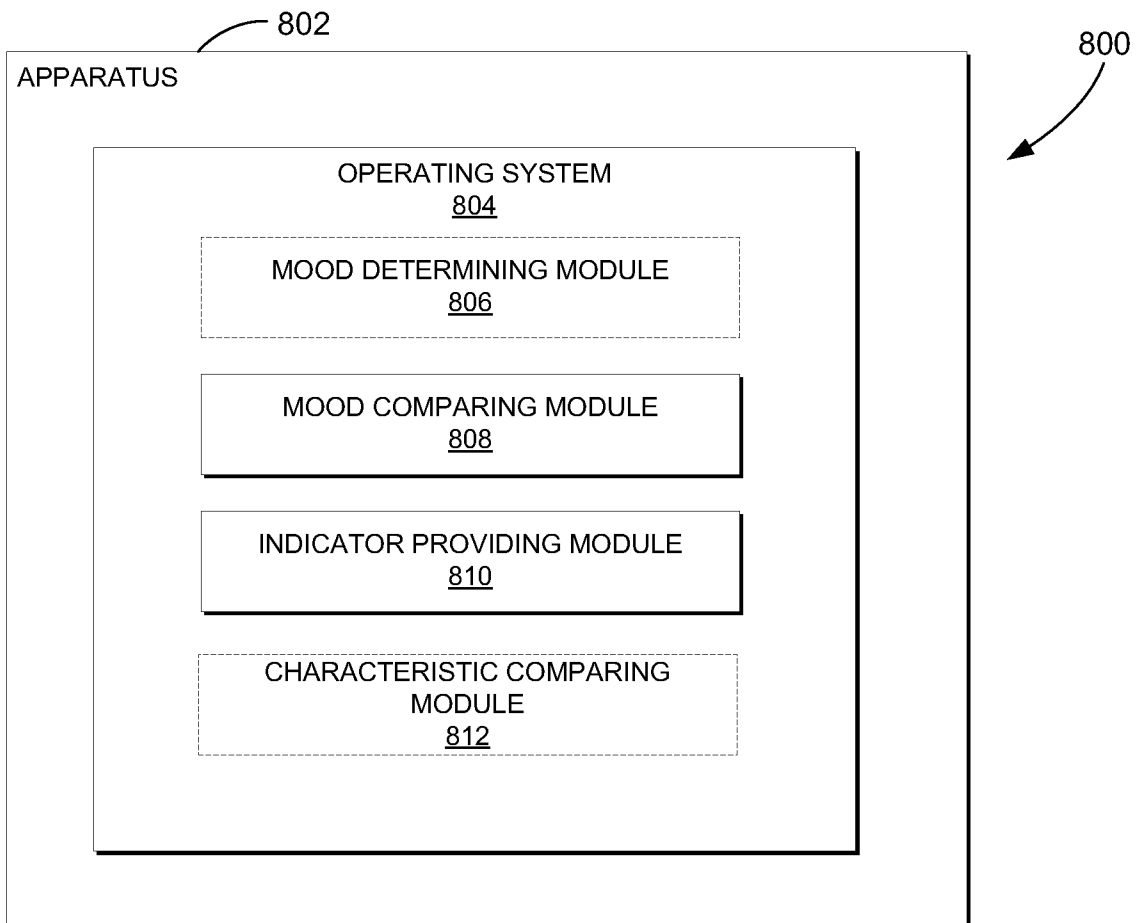 802
800
APPARATUS
OPERATING SYSTEM
804
MOOD DETERMINING MODULE
806
MOOD COMPARING MODULE
808
INDICATOR PROVIDING MODULE
810
CHARACTERISTIC COMPARING
MODULE
812